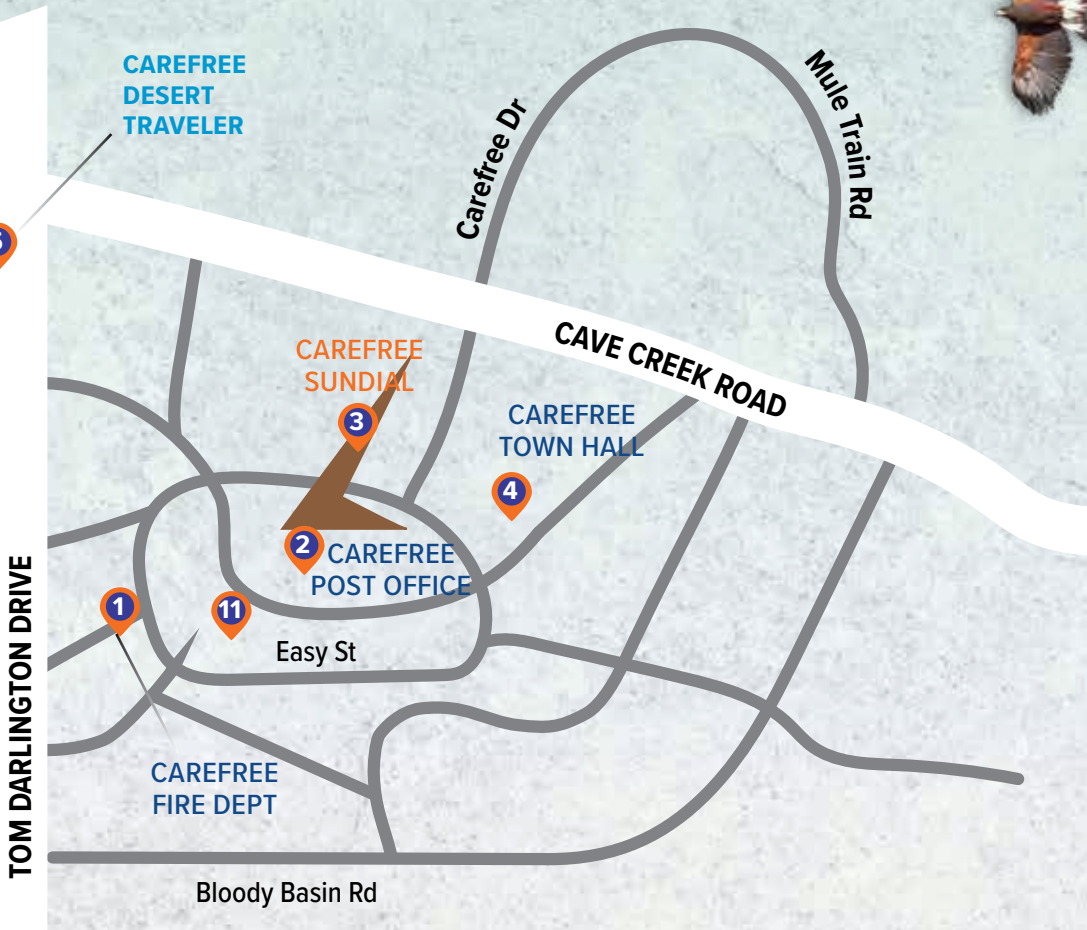 CAREFREE
DESERT
TRAVELER
Carefree Dr
Mule Train Rd
CAREFREE
SUNDIAL
3
CAVE CREEK ROAD
CAREFREE
TOWN HALL
4
2
CAREFREE
POST OFFICE
1
11
Easy St
TOM DARLINGTON DRIVE
CAREFREE
FIRE DEPT
Bloody Basin Rd